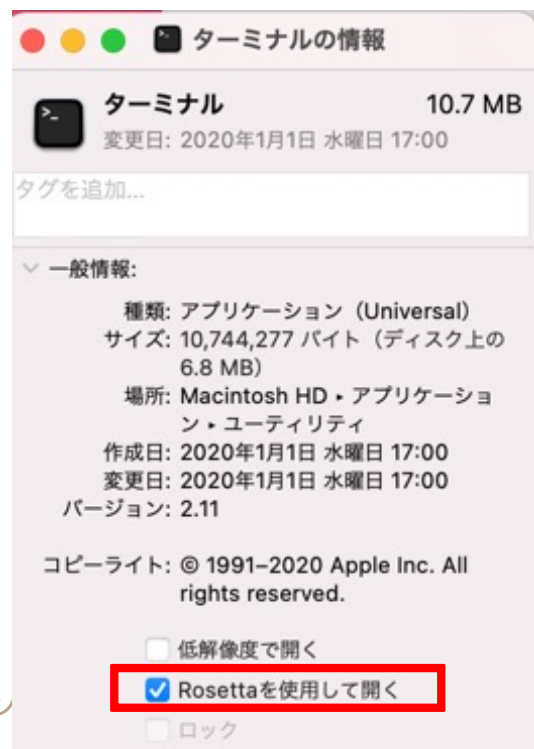 ターミナルの情報
ターミナル 10.7 MB
変更日: 2020年1月1日 水曜日 17:00
タグを追加...
一般情報:
種類: アプリケーション（Universal）
サイズ: 10,744,277 バイト（ディスク上の
6.8 MB）
場所: Macintosh HD ▸ アプリケーショ
ン ▸ ユーティリティ
作成日: 2020年1月1日 水曜日 17:00
変更日: 2020年1月1日 水曜日 17:00
バージョン: 2.11
コピーライト: © 1991–2020 Apple Inc. All
rights reserved.
低解像度で開く
Rosettaを使用して開く
ロック